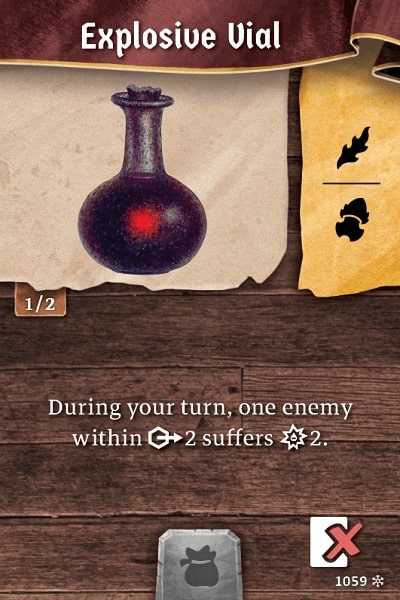 Explosive Vial
1/2
During your turn, one enemy
within 2 suffers 2.
1059